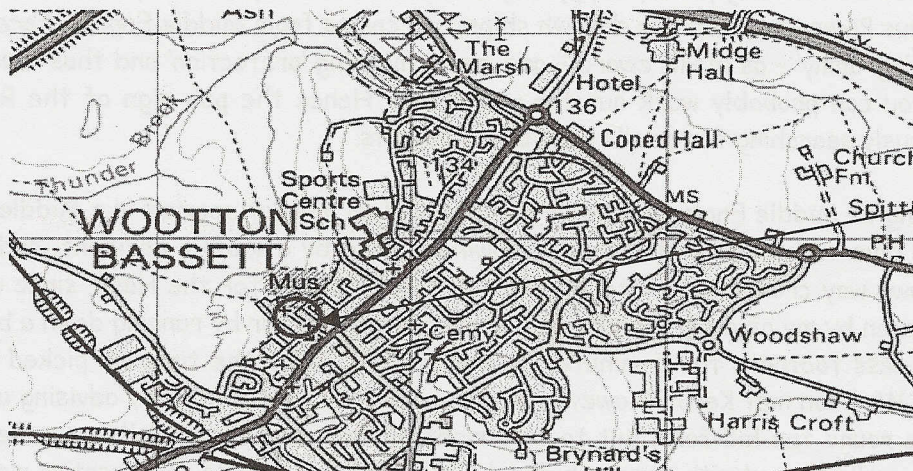 Ash
The
Marsh
Midge
Hall
Hotel
136
Coped Hall
Thunder Brook
134
Church
Fm
Sports
Centre
Sch
MS
WOOTTON
BASSETT
PH
Mus
Cemy
Woodshaw
Harris Croft
Brynard's
Hill